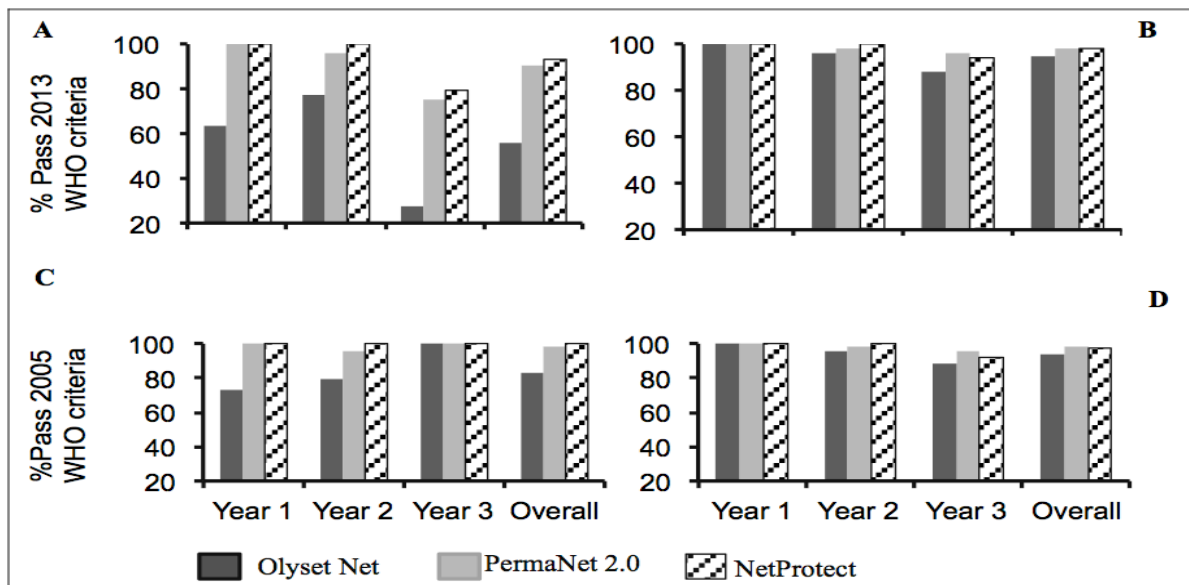 A
B
% Pass 2013
WHO criteria
100
80
60
40
20
100
80
60
40
20
C
D
%Pass 2005
WHO criteria
100
80
60
40
20
100
80
60
40
20
Year 1 Year 2 Year 3 Overall
Year 1 Year 2 Year 3 Overall
Olyset Net PermaNet 2.0 NetProtect